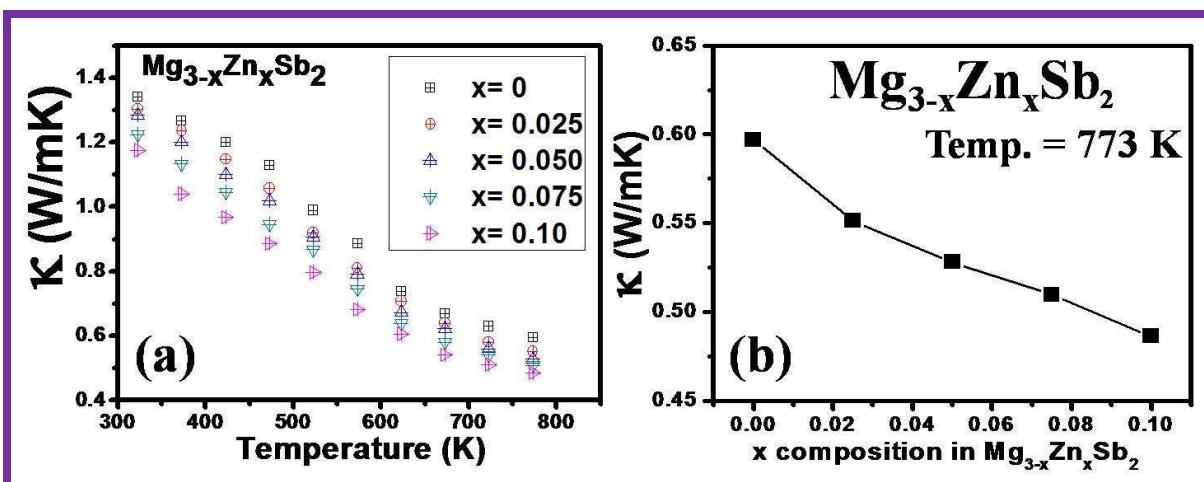 Mg3-xZnxSb2
x= 0
x= 0.025
x= 0.050
x= 0.075
x= 0.10
κ (W/mK)
1.4
1.2
1.0
0.8
0.6
0.4
(a)
300 400 500 600 700 800
Temperature (K)
Mg3-xZnxSb2
Temp. = 773 K
κ (W/mK)
0.65
0.60
0.55
0.50
0.45
(b)
0.00 0.02 0.04 0.06 0.08 0.10
x composition in Mg3-xZnxSb2